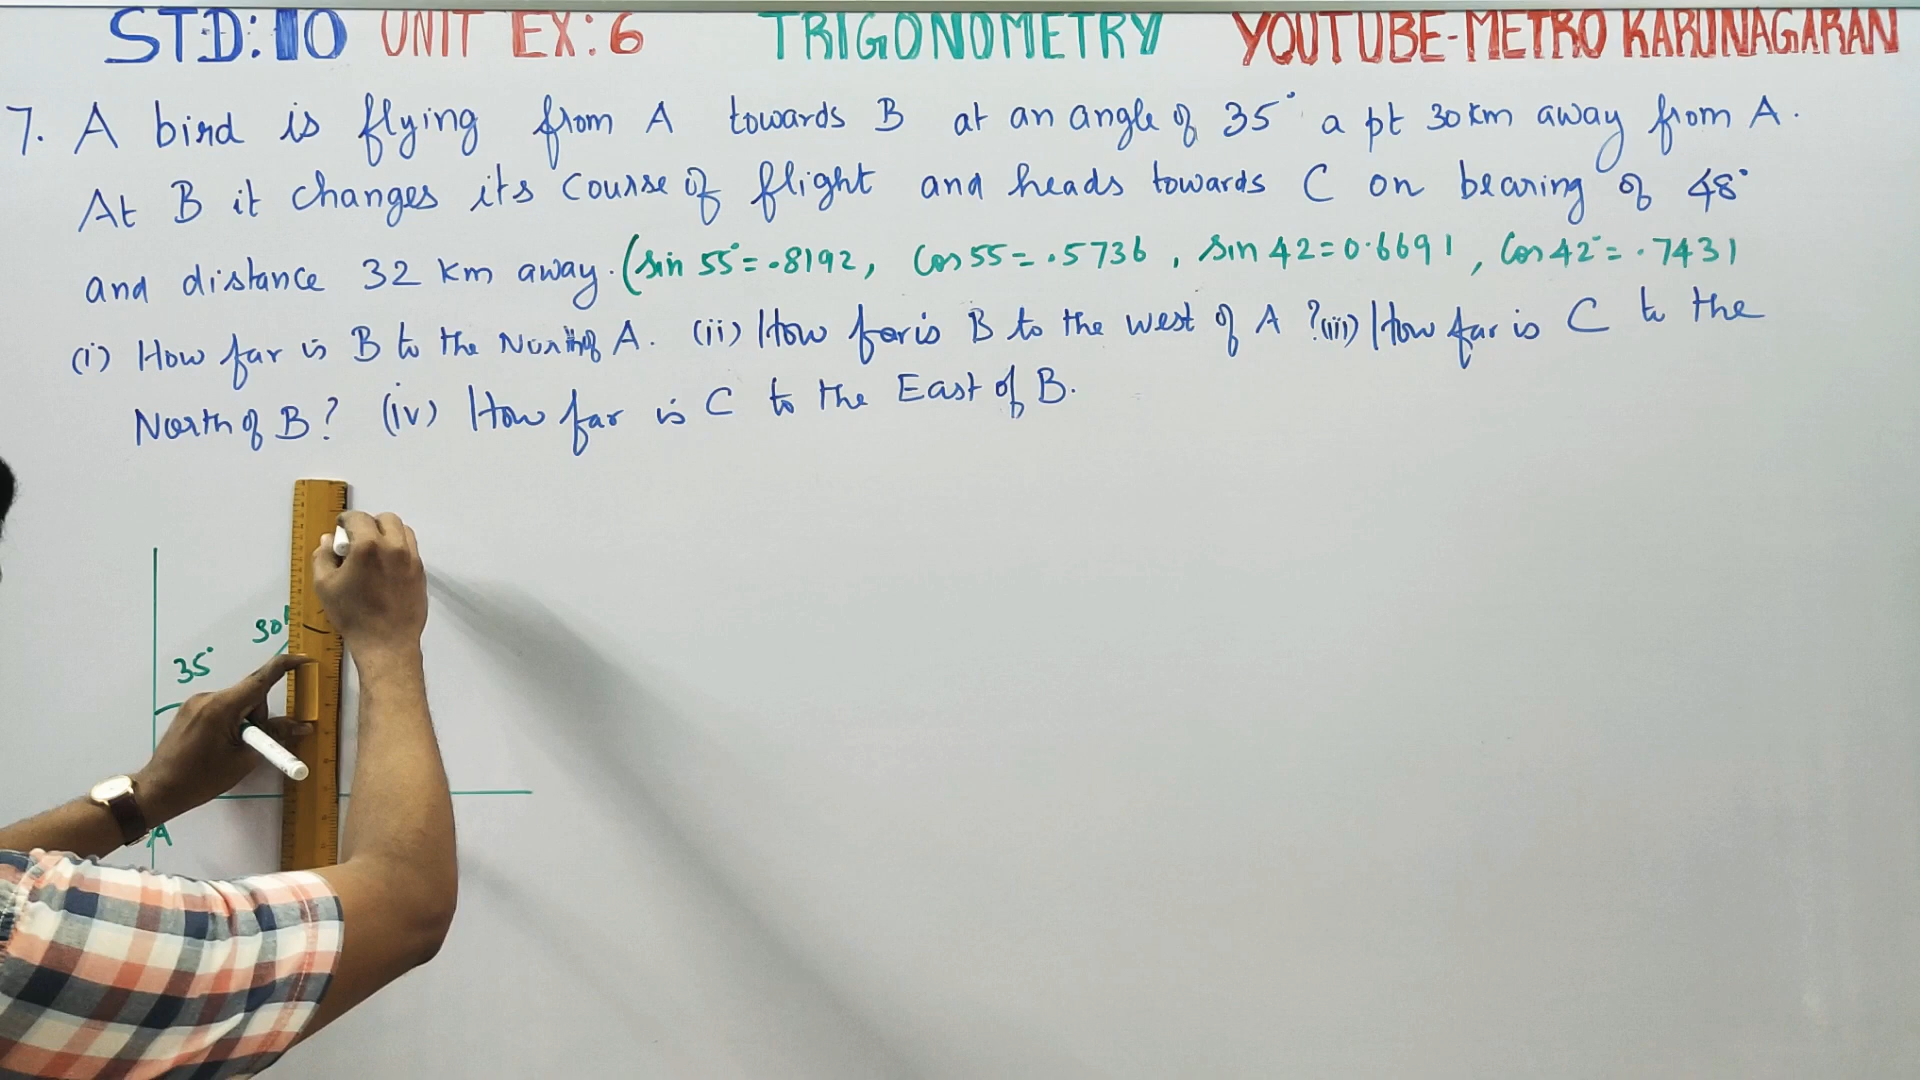 STD: 10 UNIT EX: 6 TRIGONOMETRY YOUTUBE-METRO KARUNAGARAN
7. A bird is flying from A towards B at an angle of 35° a pt 30 km away from A.
At B it changes its course of flight and heads towards C on bearing of 48°
and distance 32 km away. (sin 55° = .8192, cos 55 = .5736, sin 42 = 0.6691, cos 42° = .7431
(i) How far is B to the North of A. (ii) How far is B to the west of A ? (iii) How far is C to the
North of B? (iv) How far is C to the East of B.
30
35°
A